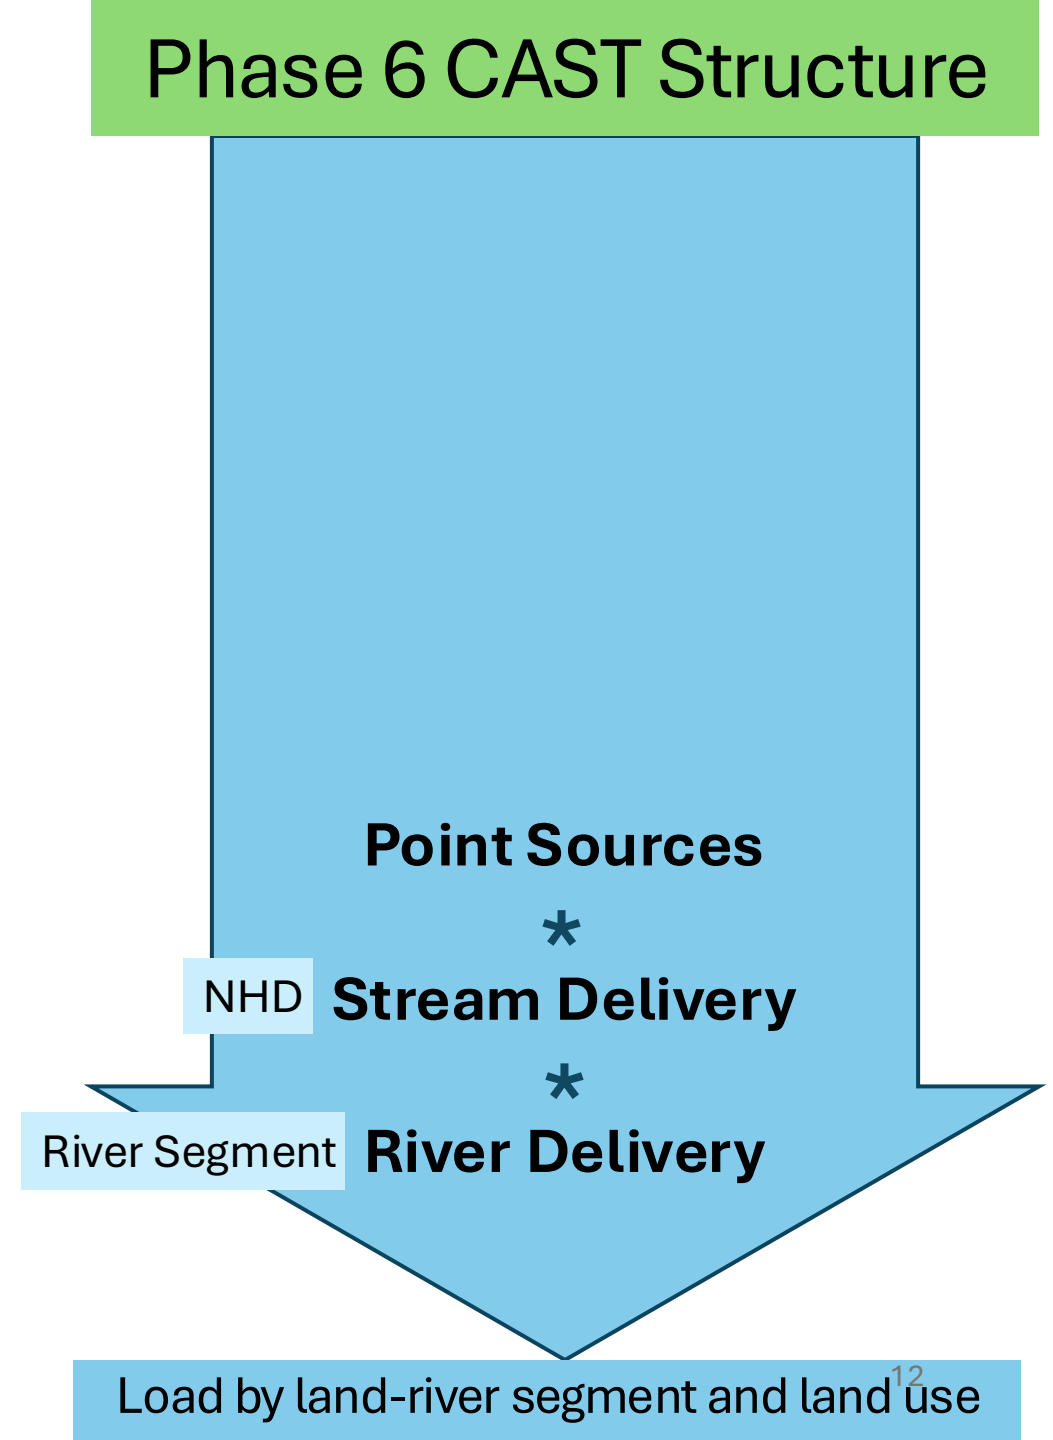 Phase 6 CAST Structure
Point Sources
*
NHD Stream Delivery
*
River Segment River Delivery
12
Load by land-river segment and land use